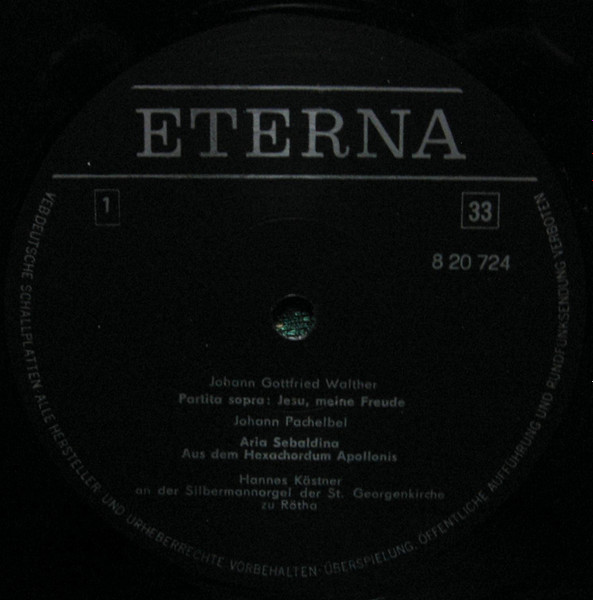 ETERNA
1
33
8 20 724
Johann Gottfried Walther
Partita sopra: Jesu, meine Freude
Johann Pachelbel
Aria Sebaldina
Aus dem Hexachordum Apollonis
Hannes Kästner
an der Silbermannorgel der St. Georgenkirche
zu Rötha
VEB DEUTSCHE SCHALLPLATTEN ALLE HERSTELLER- UND URHEBERRECHTE VORBEHALTEN · ÜBERSPIELUNG, ÖFFENTLICHE AUFFÜHRUNG UND RUNDFUNKSENDUNG VERBOTEN